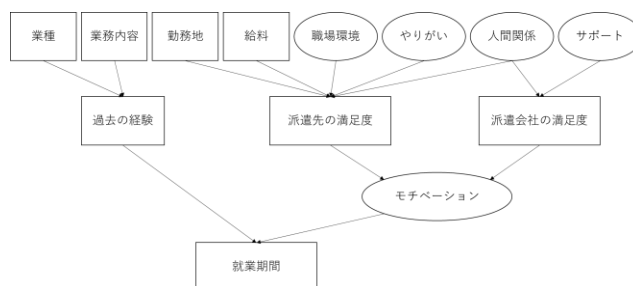 業種
業務内容
勤務地
給料
職場環境
やりがい
人間関係
サポート
過去の経験
派遣先の満足度
派遣会社の満足度
モチベーション
就業期間